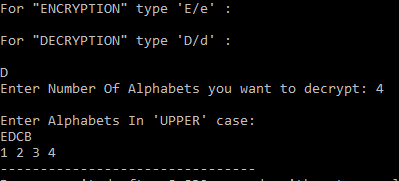 For "ENCRYPTION" type 'E/e' :
For "DECRYPTION" type 'D/d' :
D
Enter Number Of Alphabets you want to decrypt: 4
Enter Alphabets In 'UPPER' case:
EDCB
1 2 3 4
--------------------------------